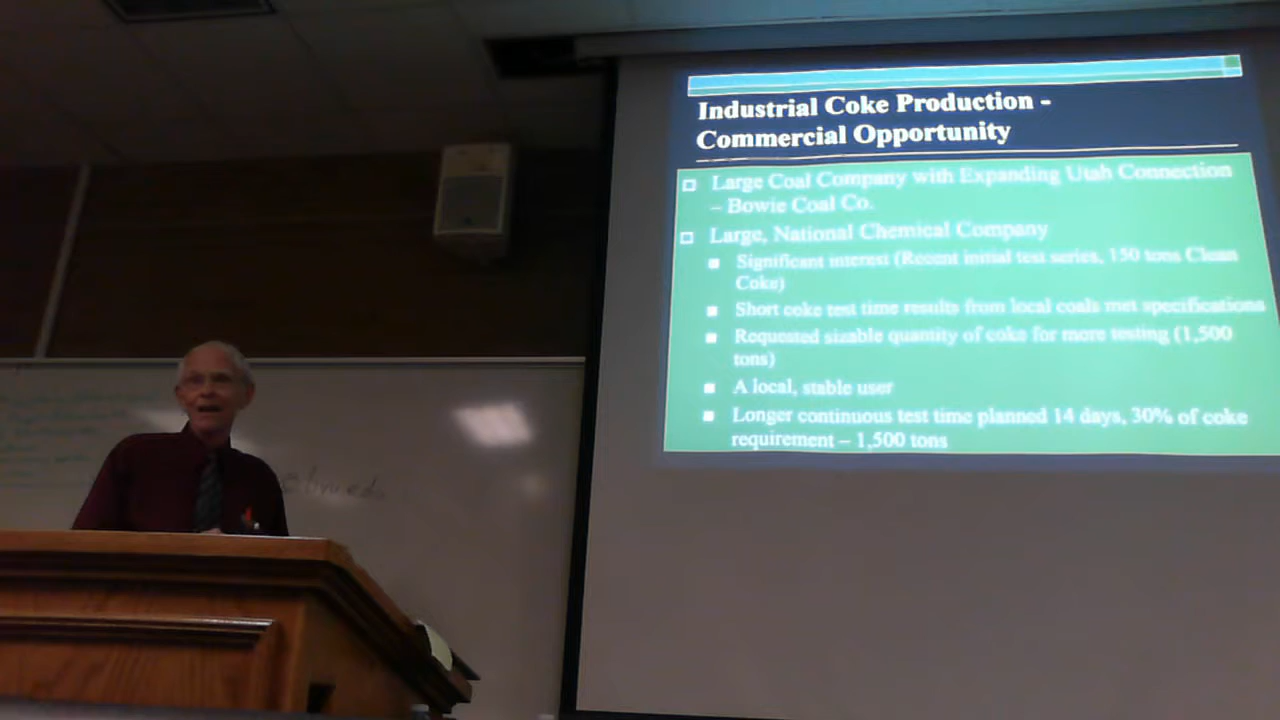 Industrial Coke Production -
Commercial Opportunity
Large Coal Company with Expanding Utah Connection
– Bowie Coal Co.
Large, National Chemical Company
Significant interest (Recent initial test series, 150 tons Clean
Coke)
Short coke test time results from local coals met specifications
Requested sizable quantity of coke for more testing (1,500
tons)
A local, stable user
Longer continuous test time planned 14 days, 30% of coke
requirement – 1,500 tons